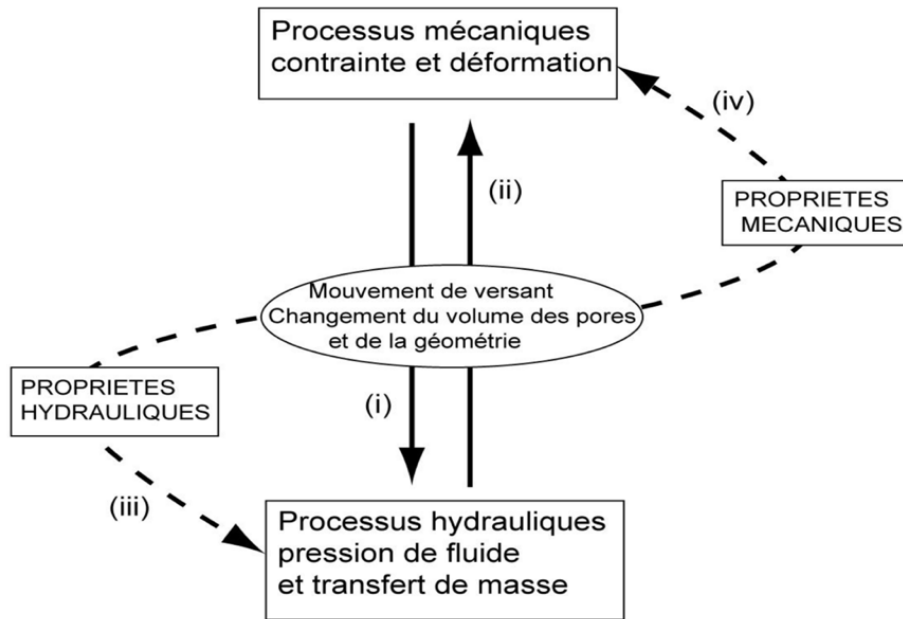 Processus mécaniques
contrainte et déformation
(iv)
(ii)
PROPRIETES
MECANIQUES
Mouvement de versant
Changement du volume des pores
et de la géométrie
PROPRIETES
HYDRAULIQUES
(i)
(iii)
Processus hydrauliques
pression de fluide
et transfert de masse